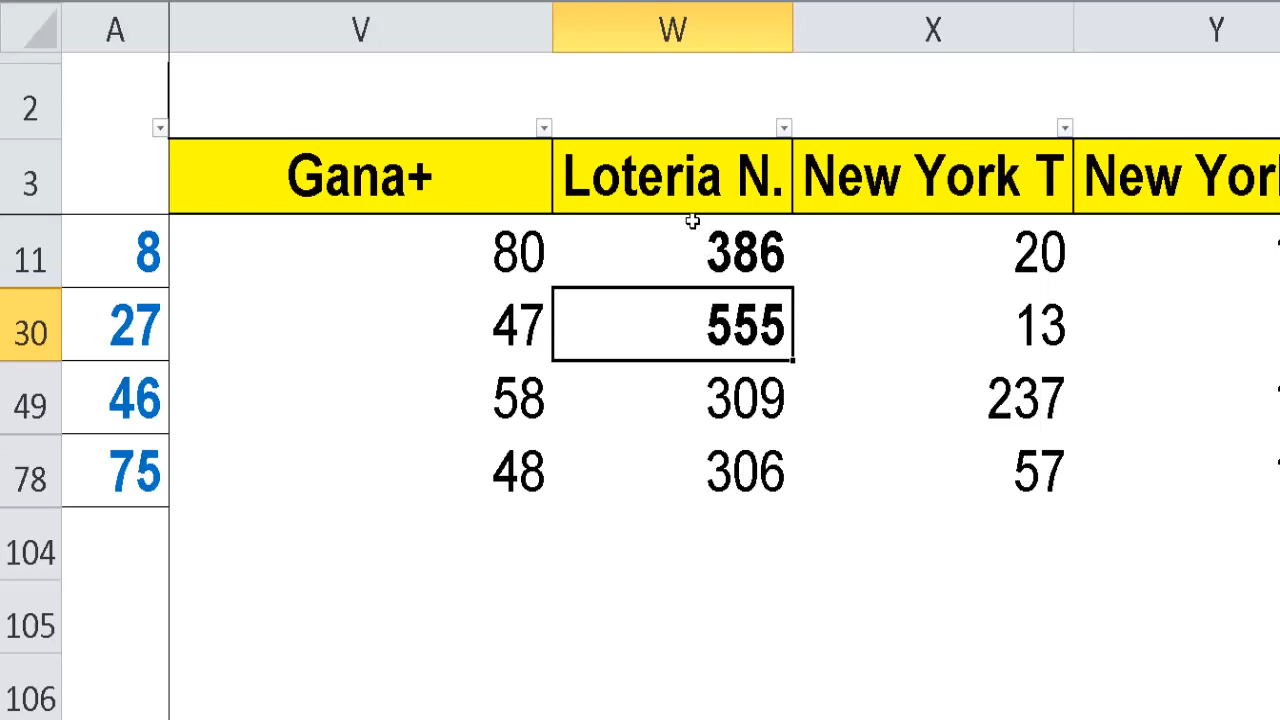 A V W X Y
2
3 Gana+ Loteria N. New York T New Yor
11 8 80 386 20
30 27 47 555 13
49 46 58 309 237
78 75 48 306 57
104
105
106